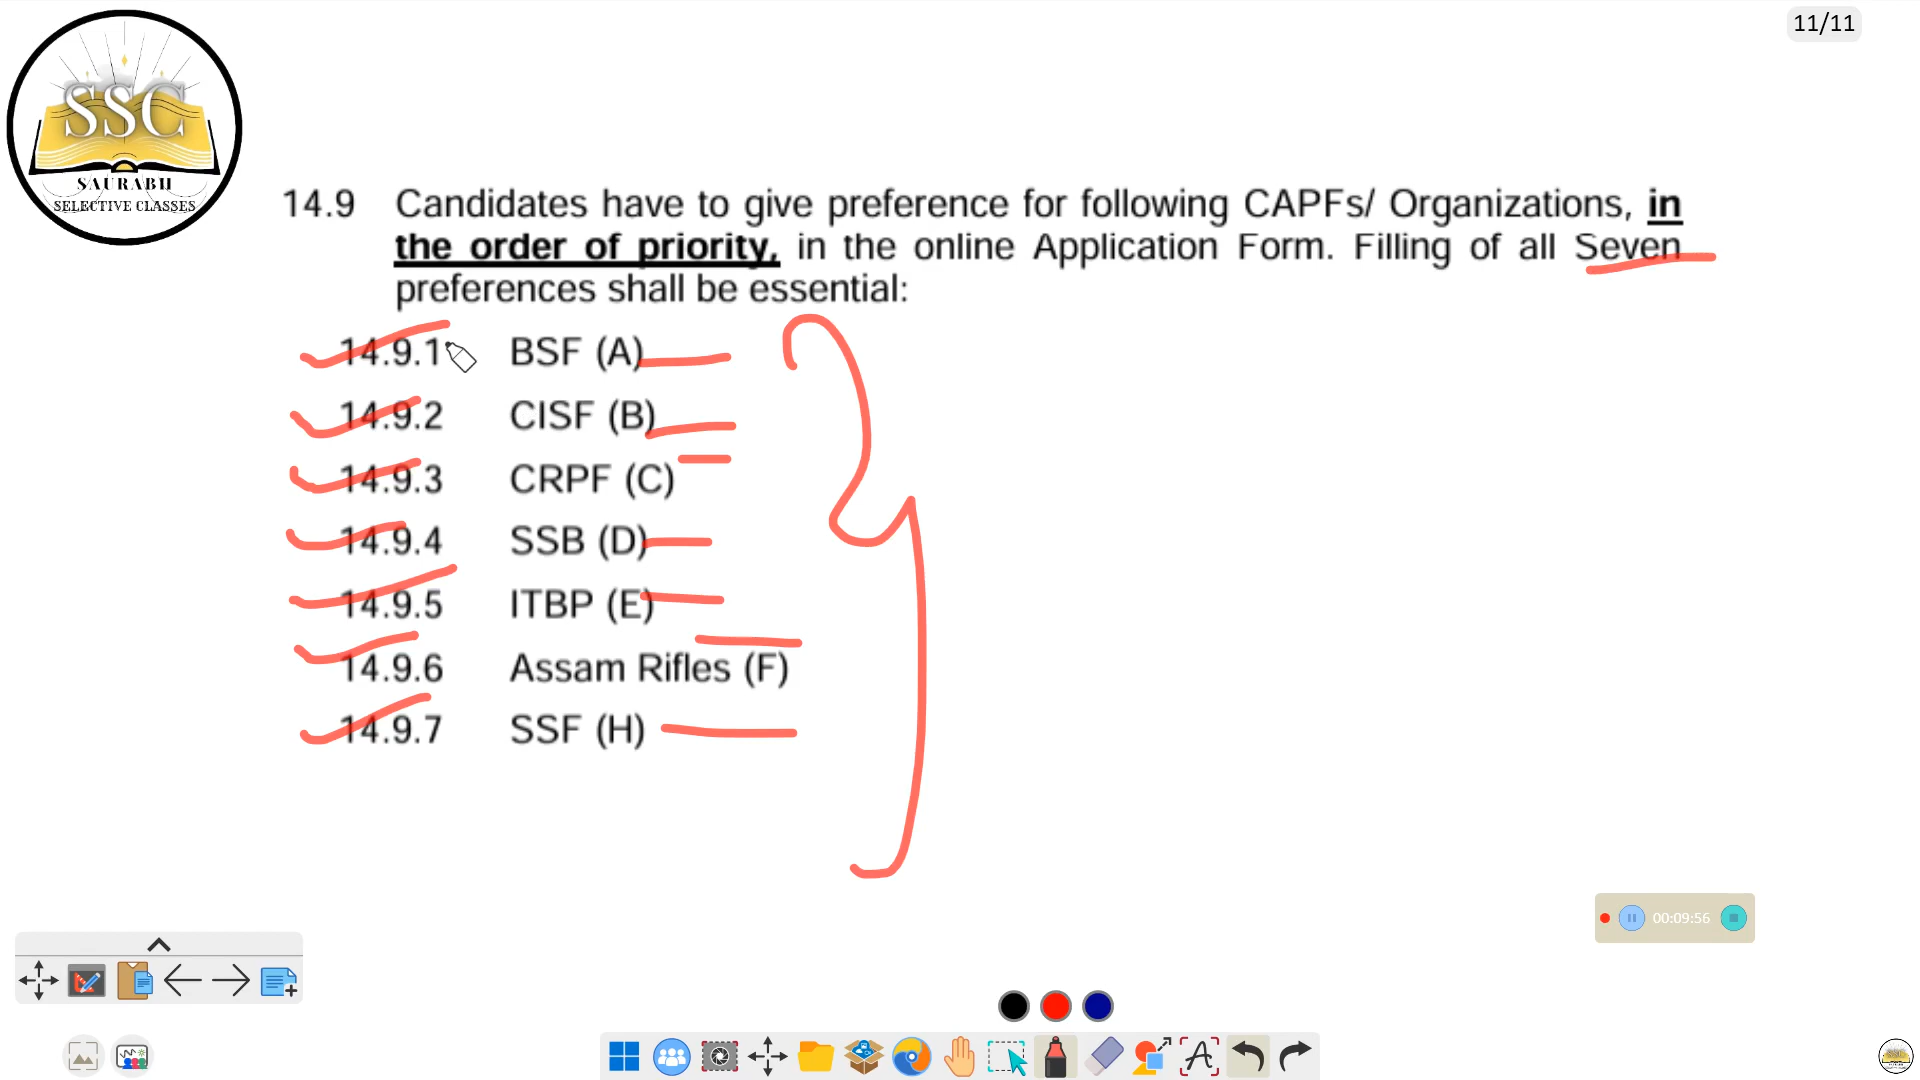 11/11
SSC
SAURABH
SELECTIVE CLASSES
14.9 Candidates have to give preference for following CAPFs/ Organizations, in
the order of priority, in the online Application Form. Filling of all Seven
preferences shall be essential:
14.9.1 BSF (A)
14.9.2 CISF (B)
14.9.3 CRPF (C)
14.9.4 SSB (D)
14.9.5 ITBP (E)
14.9.6 Assam Rifles (F)
14.9.7 SSF (H)
00:09:56